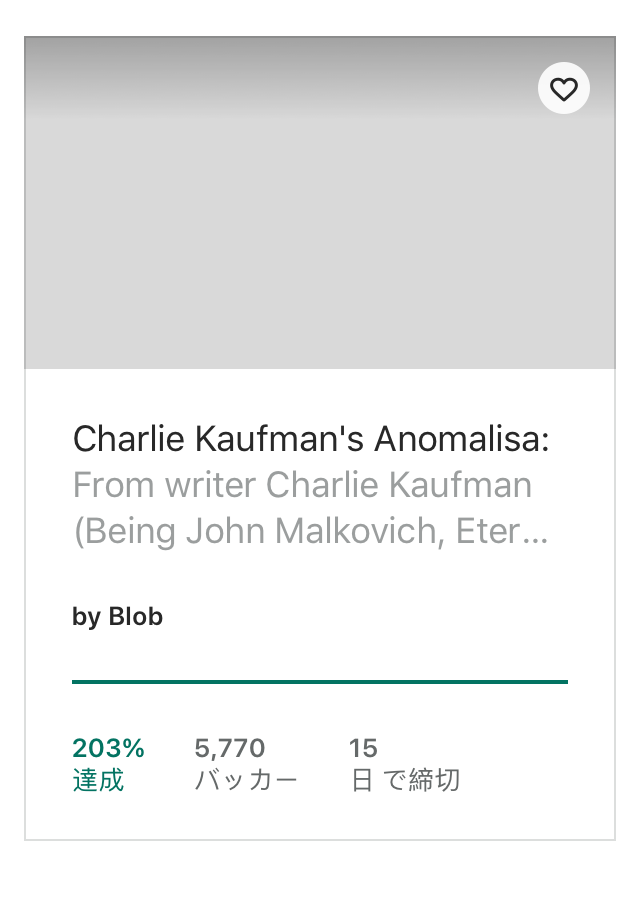 Charlie Kaufman's Anomalisa:
From writer Charlie Kaufman
(Being John Malkovich, Eter...
by Blob
203% 5,770 15
達成 バッカー 日 で締切